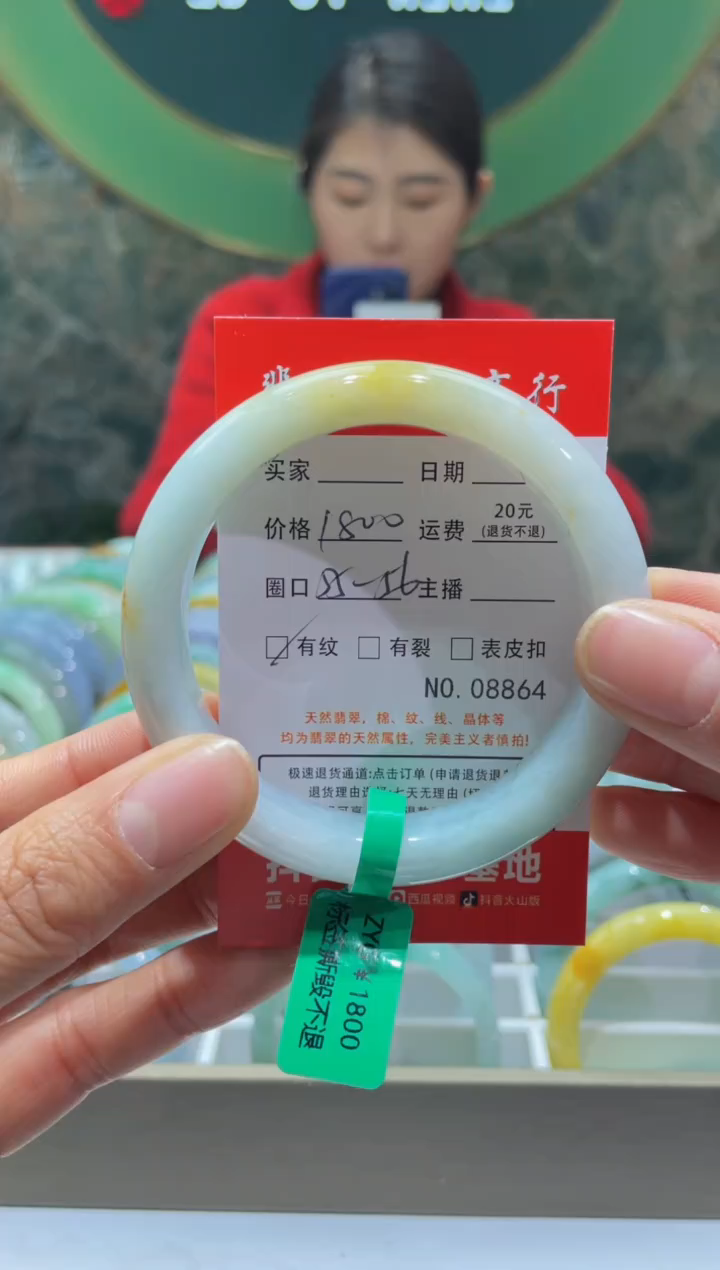 行
买家 日期
价格 1800 运费 20元
(退货不退)
圈口 55-56 主播
有纹 有裂 表皮扣
NO.08864
天然翡翠，棉、纹、线、晶体等
均为翡翠的天然属性，完美主义者慎拍!
极速退货通道:点击订单(申请退货退
退货理由 七天无理由
基地
今日 西瓜视频 抖音火山版
1800
标签撕毁不退